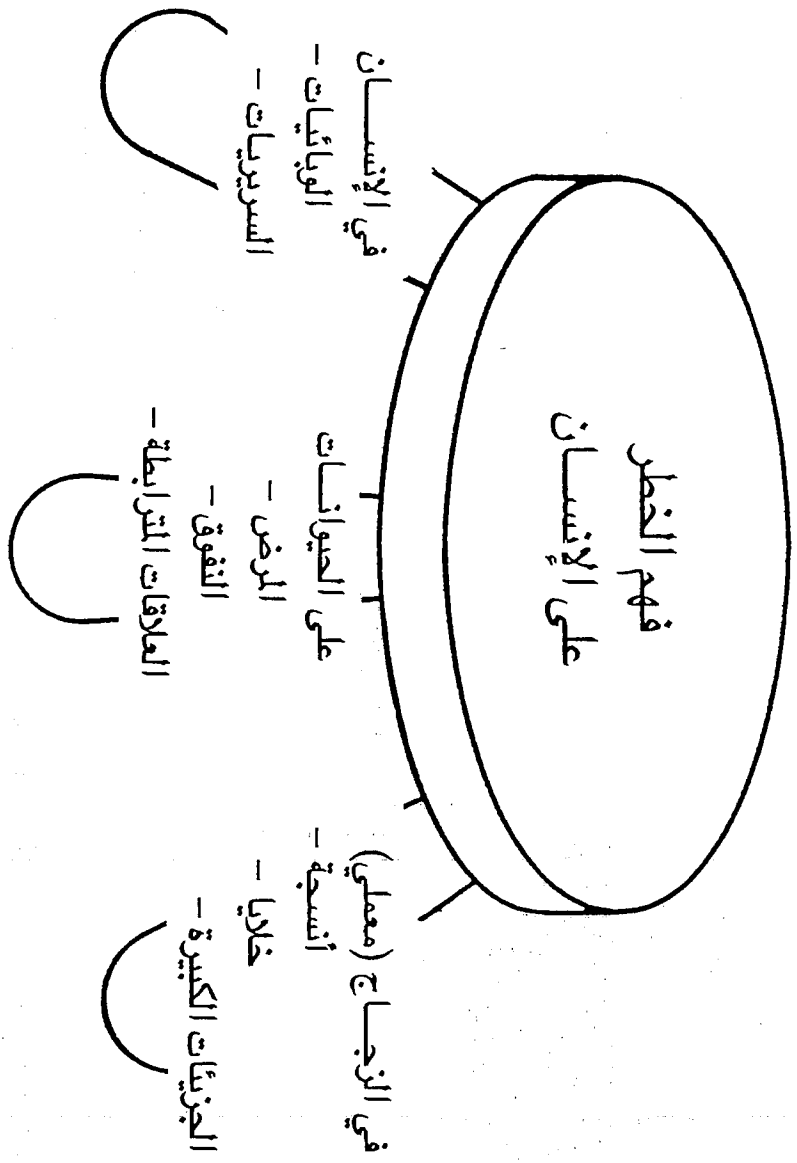 فهم الخطر
على الإنسان
في الزجاج (معملي)
أنسجة -
خلايا -
الجزيئات الكبيرة -
على الحيوانات
المرض -
النفوق -
العلاقات المترابطة -
في الإنسان
الوبائيات -
السريريات -